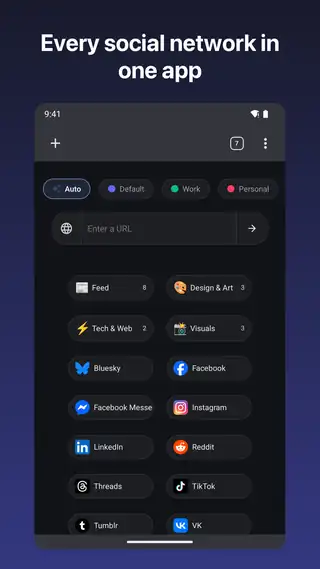 Every social network in
one app
9:41
7
Auto
Default
Work
Personal
Enter a URL
Feed 8
Design & Art 3
Tech & Web 2
Visuals 3
Bluesky
Facebook
Facebook Messe
Instagram
LinkedIn
Reddit
Threads
TikTok
Tumblr
VK